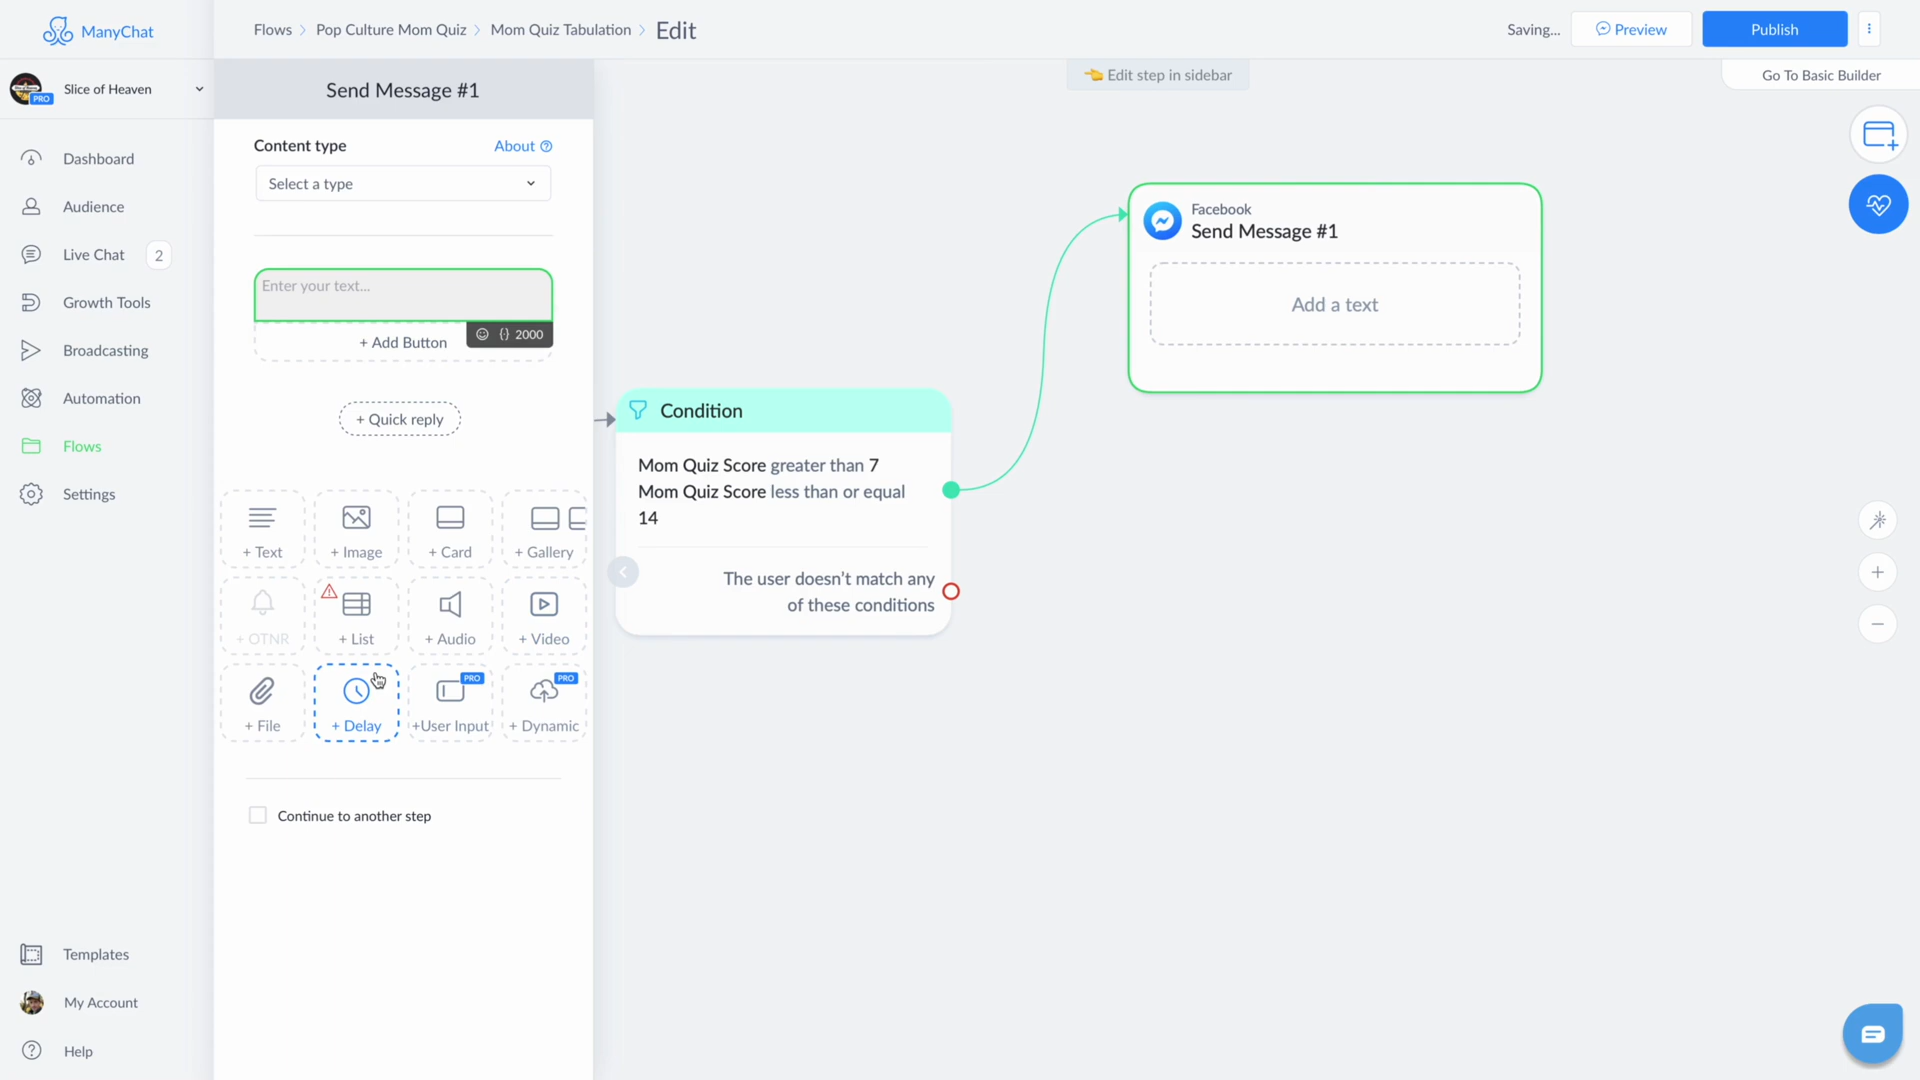 ManyChat
Flows
Pop Culture Mom Quiz
Mom Quiz Tabulation
Edit
Saving...
Preview
Publish
Slice of Heaven
PRO
Send Message #1
👈 Edit step in sidebar
Go To Basic Builder
Dashboard
Audience
Live Chat
2
Growth Tools
Broadcasting
Automation
Flows
Settings
Templates
My Account
Help
Content type
About
Select a type
Enter your text...
{} 2000
+ Add Button
+ Quick reply
+ Text
+ Image
+ Card
+ Gallery
+ OTNR
+ List
+ Audio
+ Video
PRO
PRO
+ File
+ Delay
+User Input
+ Dynamic
Continue to another step
Condition
Mom Quiz Score greater than 7
Mom Quiz Score less than or equal
14
The user doesn't match any
of these conditions
Facebook
Send Message #1
Add a text